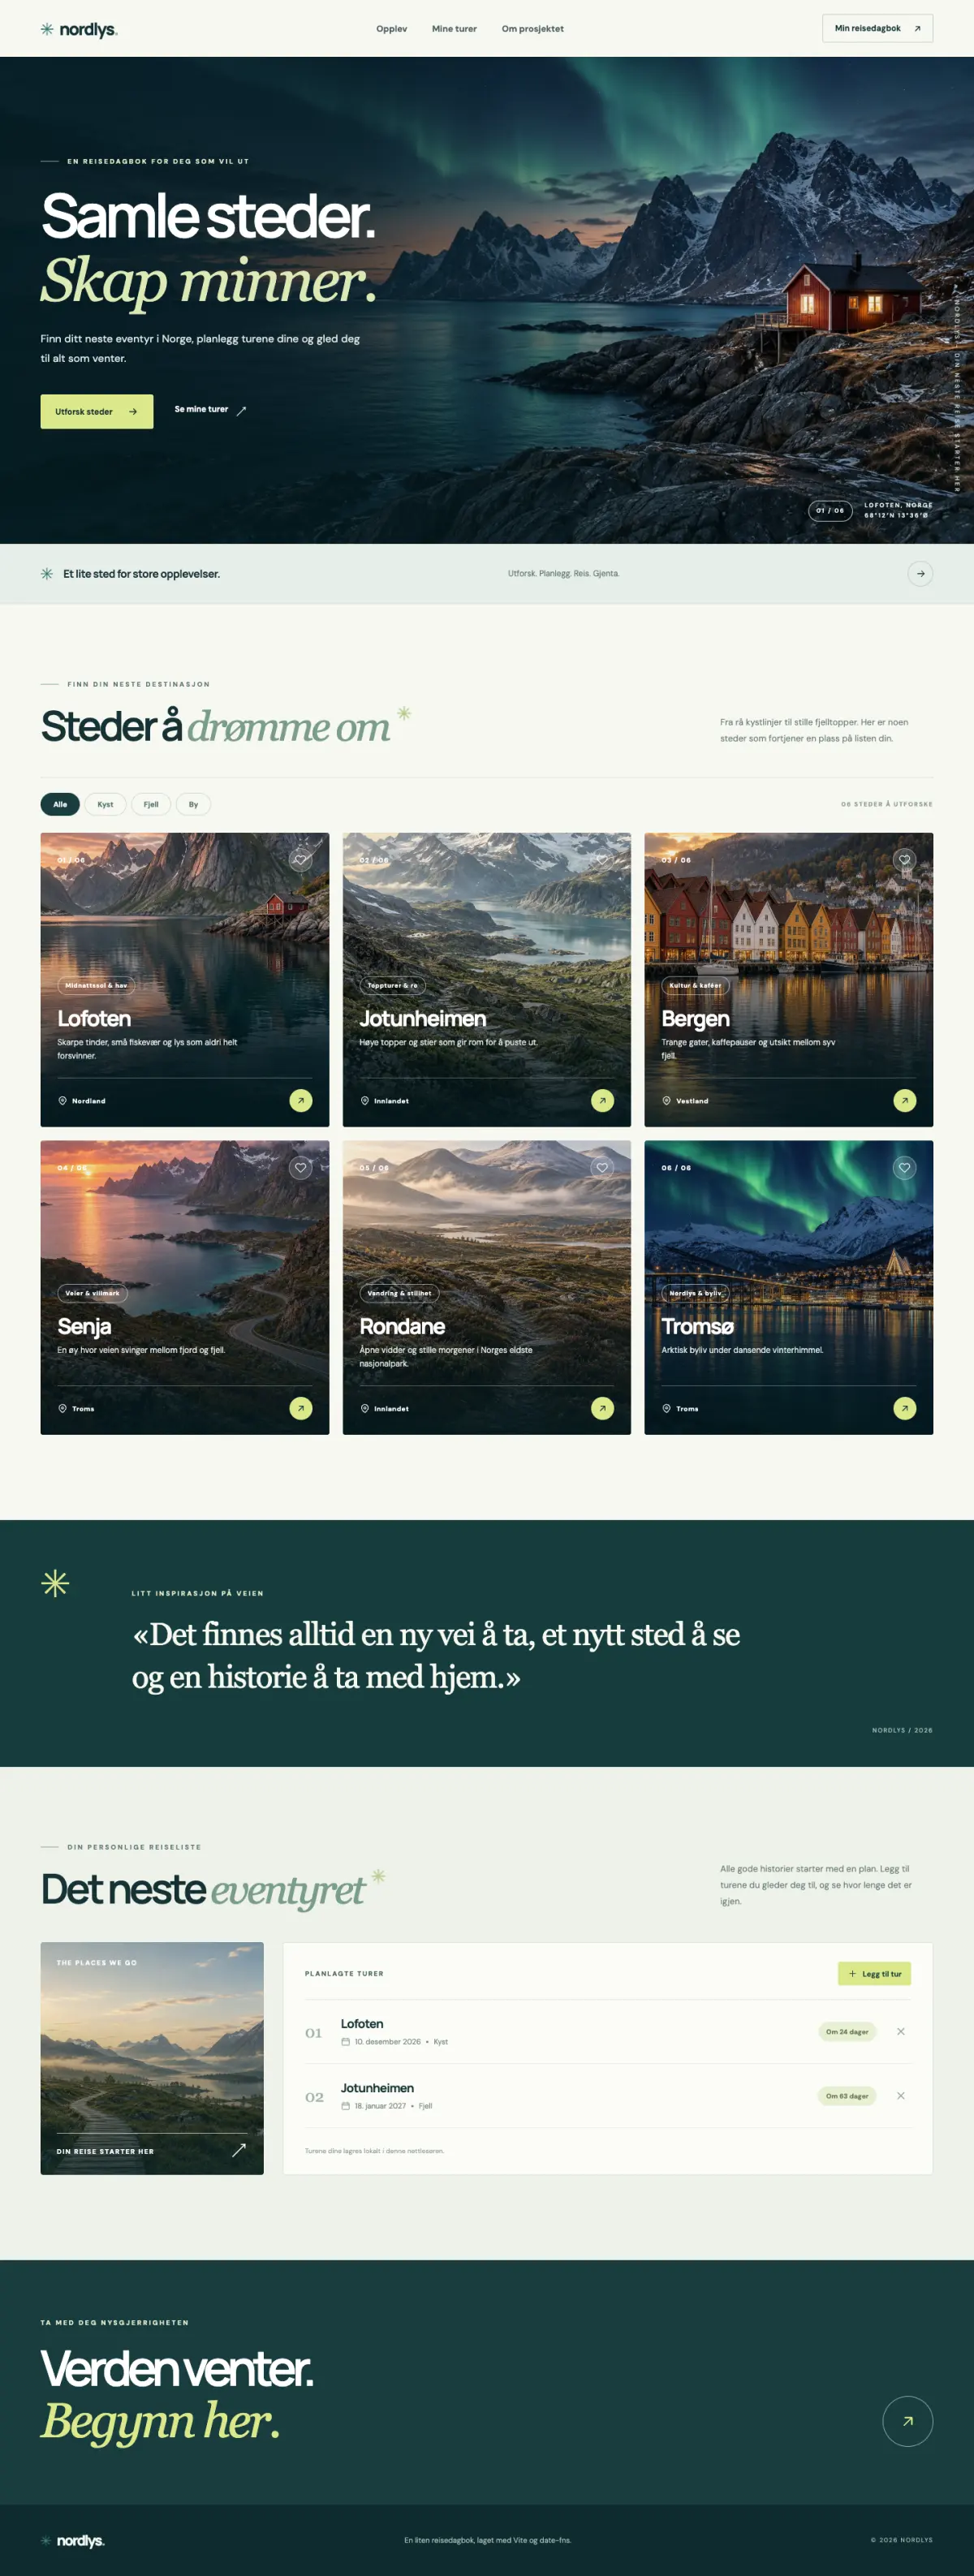 nordlys.
Opplev
Mine turer
Om prosjektet
Min reisedagbok
EN REISEDAGBOK FOR DEG SOM VIL UT
Samle steder.
Skap minner.
Finn ditt neste eventyr i Norge, planlegg turene dine og gled deg
til alt som venter.
Utforsk steder
Se mine turer
NORDLYS / DIN NESTE REISE STARTER HER
01 / 06
LOFOTEN, NORGE
68°12'N 13°36'Ø
Et lite sted for store opplevelser.
Utforsk. Planlegg. Reis. Gjenta.
FINN DIN NESTE DESTINASJON
Steder å drømme om
Fra rå kystlinjer til stille fjelltopper. Her er noen
steder som fortjener en plass på listen din.
Alle
Kyst
Fjell
By
06 STEDER Å UTFORSKE
01 / 06
Midnattssol & hav
Lofoten
Skarpe tinder, små fiskevær og lys som aldri helt
forsvinner.
Nordland
02 / 06
Toppturer & ro
Jotunheimen
Høye topper og stier som gir rom for å puste ut.
Innlandet
03 / 06
Kultur & kaféer
Bergen
Trange gater, kaffepauser og utsikt mellom syv
fjell.
Vestland
04 / 06
Veier & villmark
Senja
En øy hvor veien svinger mellom fjord og fjell.
Troms
05 / 06
Vandring & stillhet
Rondane
Åpne vidder og stille morgener i Norges eldste
nasjonalpark.
Innlandet
06 / 06
Nordlys & byliv
Tromsø
Arktisk byliv under dansende vinterhimmel.
Troms
LITT INSPIRASJON PÅ VEIEN
«Det finnes alltid en ny vei å ta, et nytt sted å se
og en historie å ta med hjem.»
NORDLYS / 2026
DIN PERSONLIGE REISELISTE
Det neste eventyret
Alle gode historier starter med en plan. Legg til
turene du gleder deg til, og se hvor lenge det er
igjen.
THE PLACES WE GO
DIN REISE STARTER HER
PLANLAGTE TURER
Legg til tur
01
Lofoten
10. desember 2026 • Kyst
Om 24 dager
02
Jotunheimen
18. januar 2027 • Fjell
Om 63 dager
Turene dine lagres lokalt i denne nettleseren.
TA MED DEG NYSGJERRIGHETEN
Verden venter.
Begynn her.
nordlys.
En liten reisedagbok, laget med Vite og date-fns.
© 2026 NORDLYS